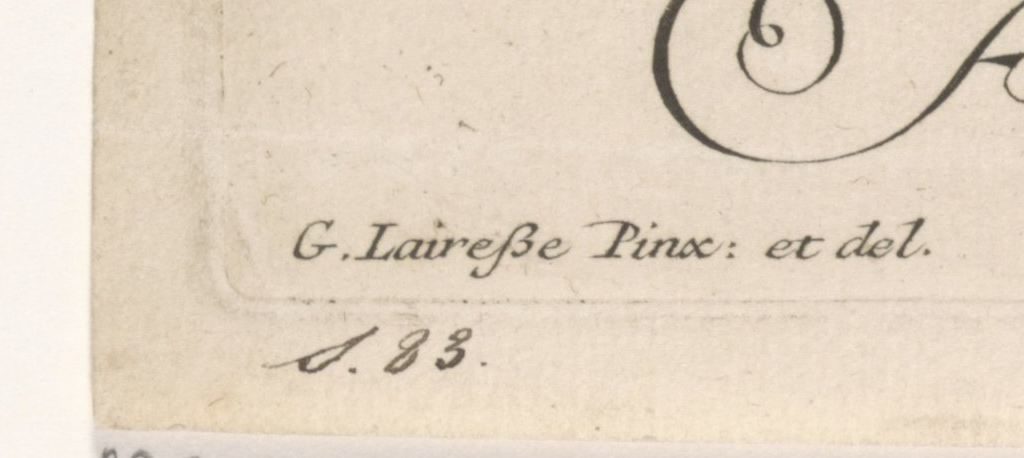 G. Laireße Pinx: et del.
S. 83.